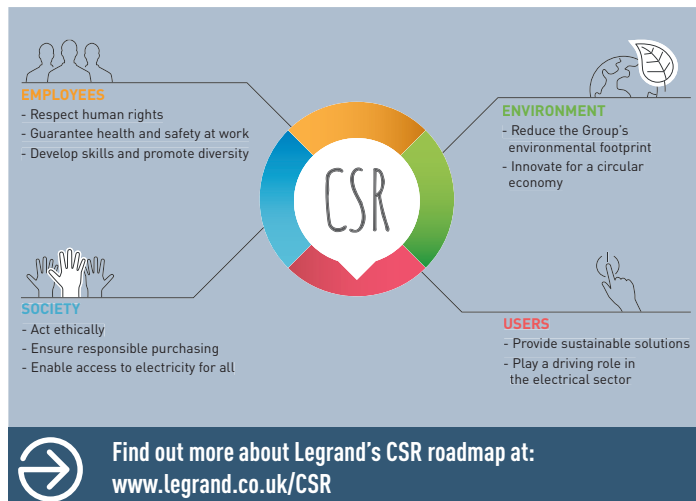 EMPLOYEES
- Respect human rights
- Guarantee health and safety at work
- Develop skills and promote diversity
ENVIRONMENT
- Reduce the Group's
environmental footprint
- Innovate for a circular
economy
CSR
SOCIETY
- Act ethically
- Ensure responsible purchasing
- Enable access to electricity for all
USERS
- Provide sustainable solutions
- Play a driving role in
the electrical sector
Find out more about Legrand's CSR roadmap at:
www.legrand.co.uk/CSR